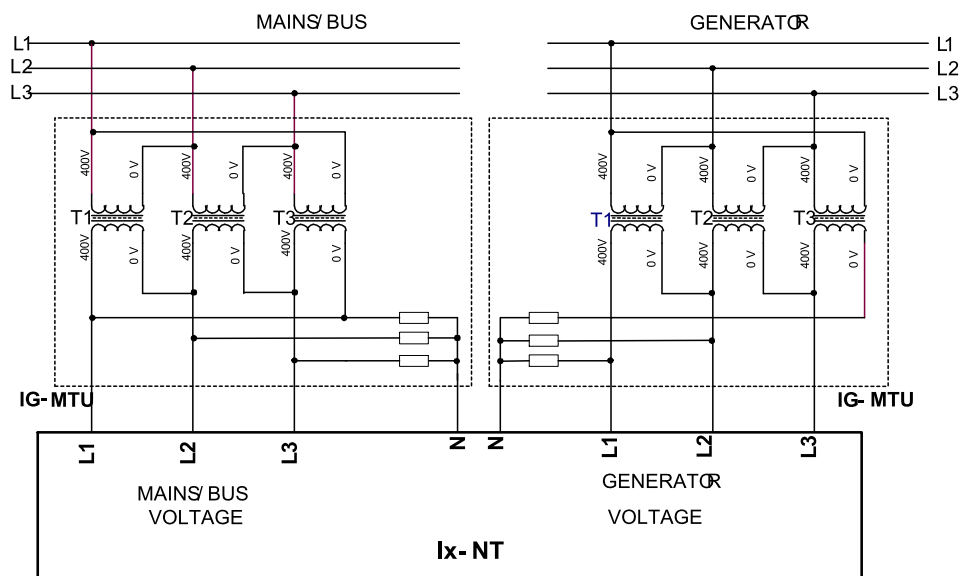 MAINS/ BUS GENERATOR
L1 L1
L2 L2
L3 L3
400V 0 V 400V 0 V 400V 0 V 400V 0 V 400V 0 V 400V 0 V
T1 T2 T3 T1 T2 T3
400V 0 V 400V 0 V 400V 0 V 400V 0 V 400V 0 V 400V 0 V
IG- MTU IG- MTU
L1 L2 L3 N N L1 L2 L3
MAINS/ BUS
VOLTAGE
GENERATOR
VOLTAGE
Ix- NT